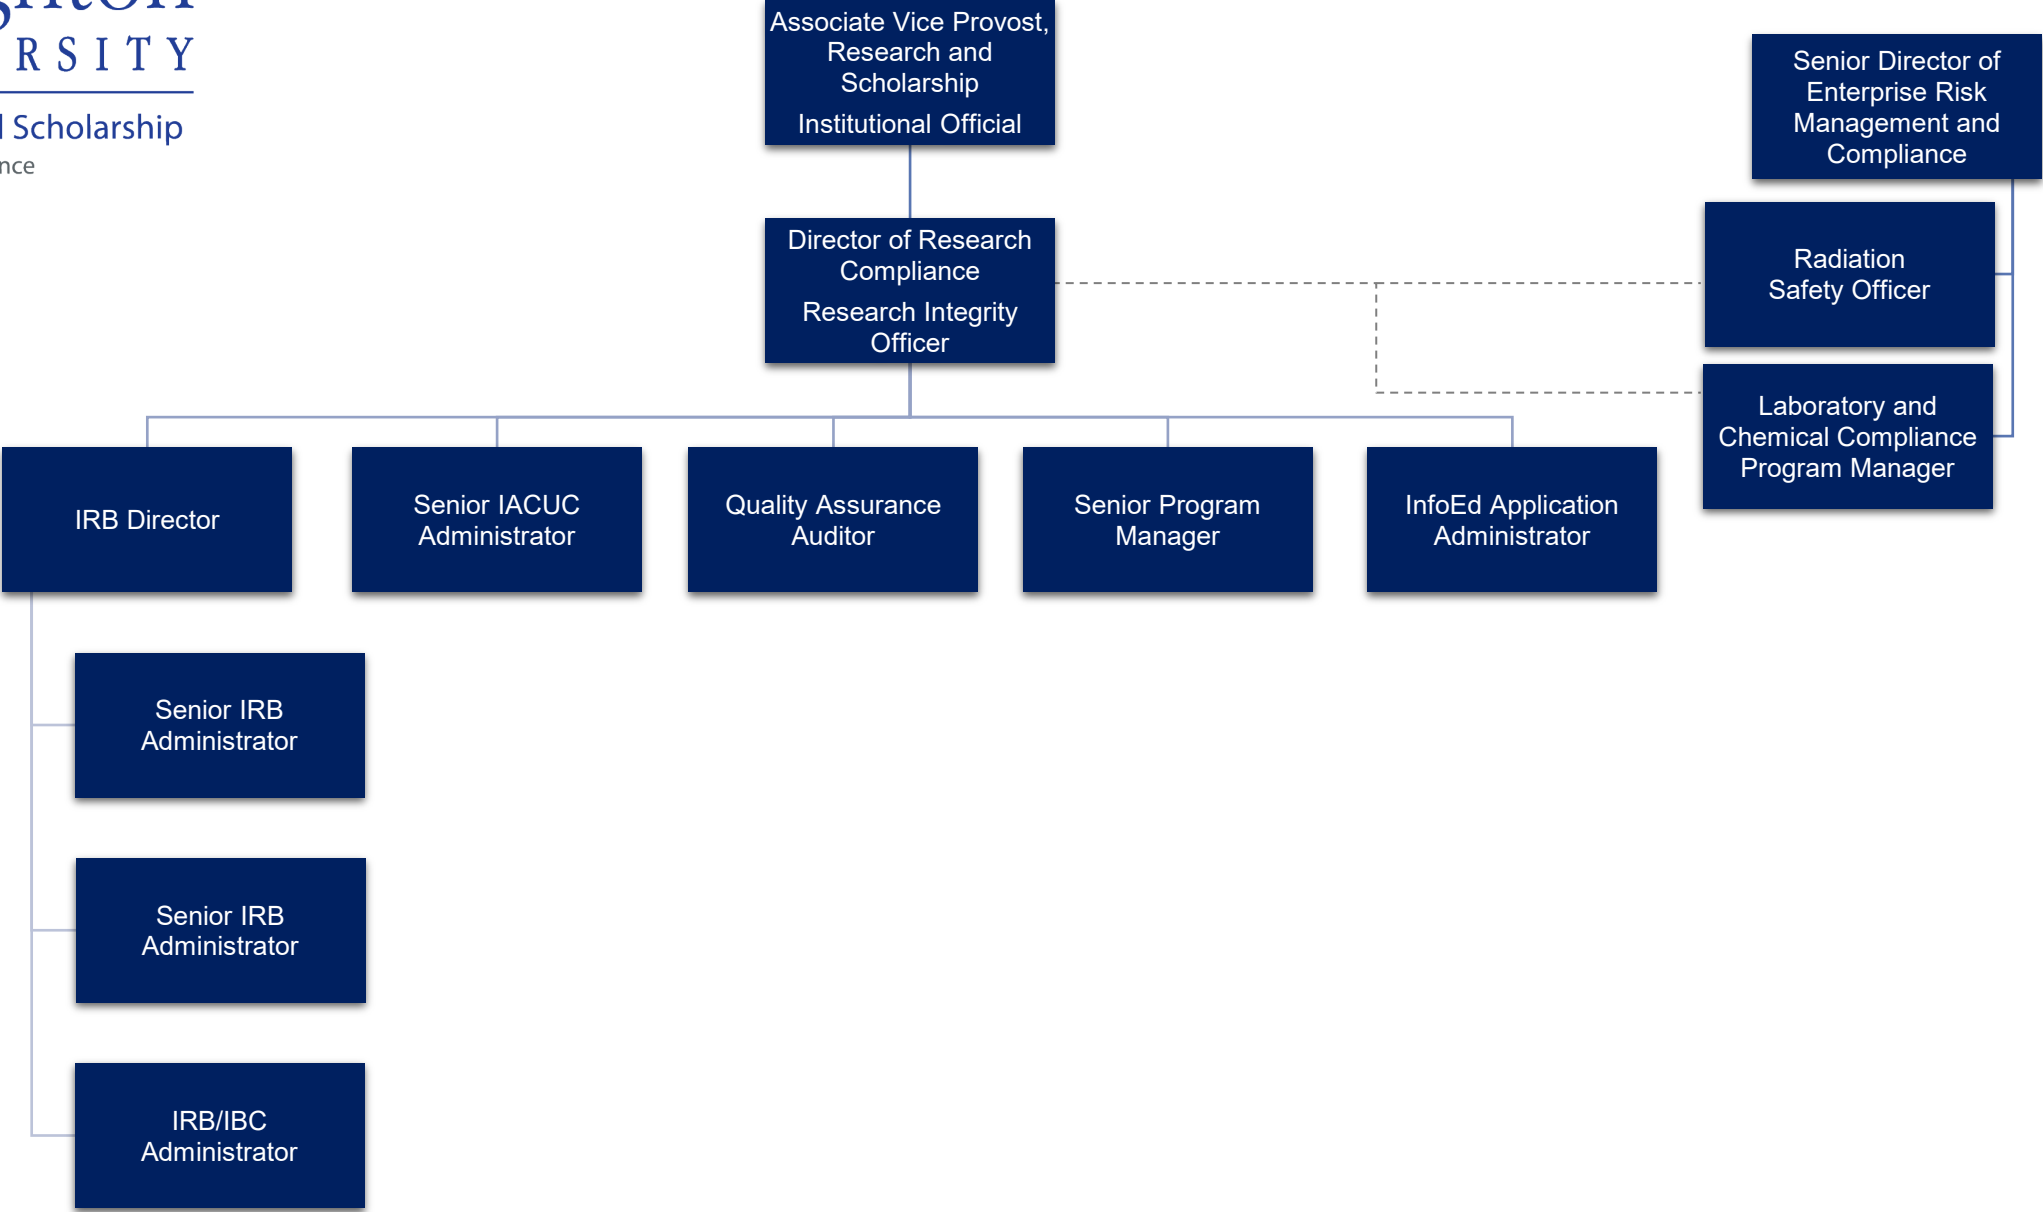 RSITY
Scholarship
Associate Vice Provost,
Research and
Scholarship
Institutional Official
Senior Director of
Enterprise Risk
Management and
Compliance
Director of Research
Compliance
Research Integrity
Officer
Radiation
Safety Officer
Laboratory and
Chemical Compliance
Program Manager
IRB Director
Senior IACUC
Administrator
Quality Assurance
Auditor
Senior Program
Manager
InfoEd Application
Administrator
Senior IRB
Administrator
Senior IRB
Administrator
IRB/IBC
Administrator